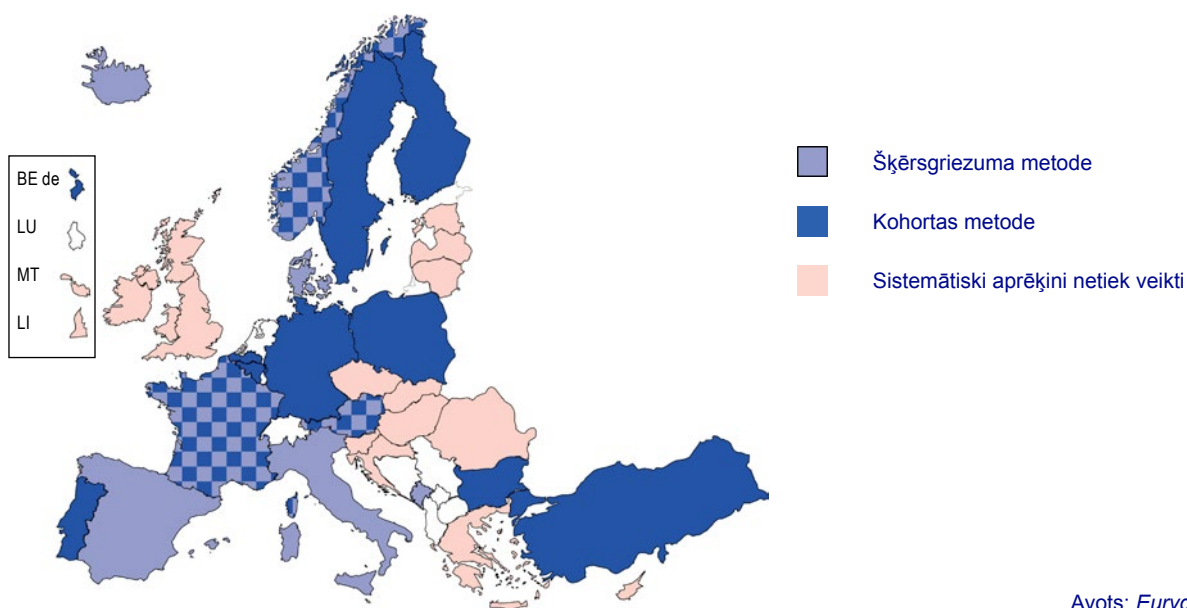 BE de
LU
MT
LI
Šķērsgriezuma metode
Kohortas metode
Sistemātiski aprēķini netiek veikti
Avots: